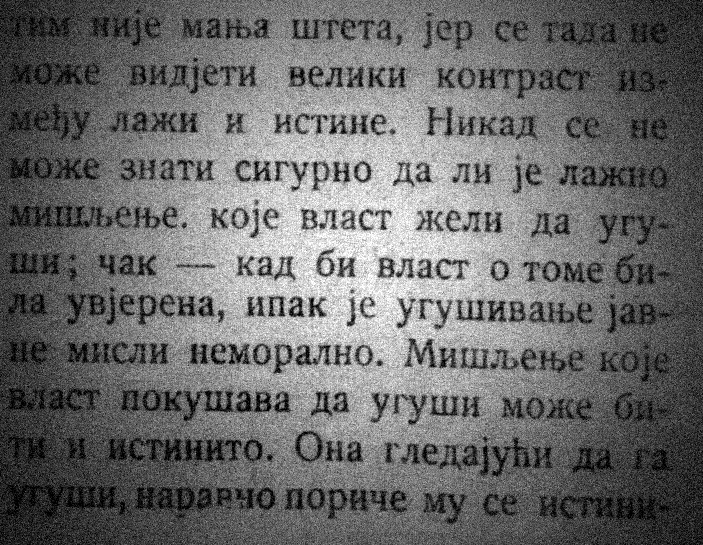 тим није мања штета, јер се тада не
може видјети велики контраст из-
међу лажи и истине. Никад се не
може знати сигурно да ли је лажно
мишљење. које власт жели да угу-
ши; чак — кад би власт о томе би-
ла увјерена, ипак је угушивање јав-
не мисли неморално. Мишљење које
власт покушава да угуши може би-
ти и истинито. Она гледајући да га
угуши, наравно пориче му се истини-